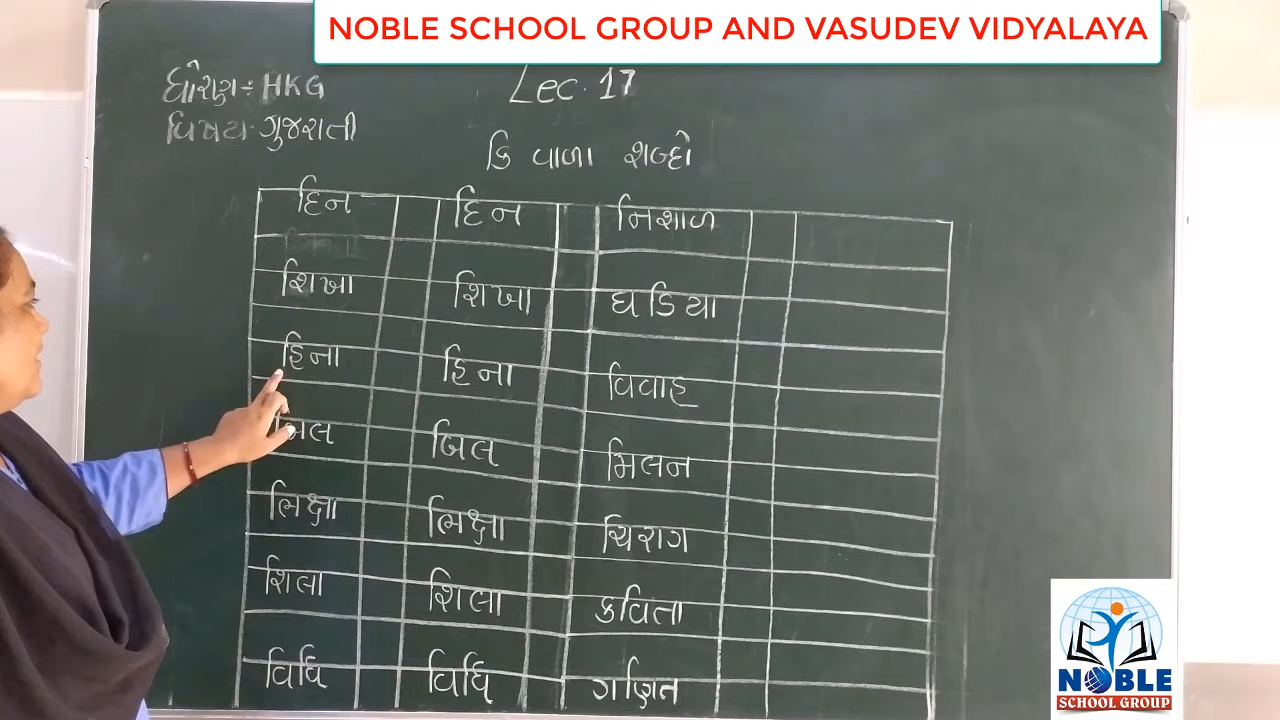 NOBLE SCHOOL GROUP AND VASUDEV VIDYALAYA
ધોરણ :- HKG
Lec. 17
વિષય - ગુજરાતી
કિ વાળા શબ્દો
દિન દિન નિશાળ
શિખા શિખા ઘડિયા
હિના હિના વિવાહ
બિલ બિલ મિલન
ભિક્ષા ભિક્ષા ચિરાગ
શિલા શિલા કવિતા
વિધિ વિધિ ગણિત
NOBLE
SCHOOL GROUP